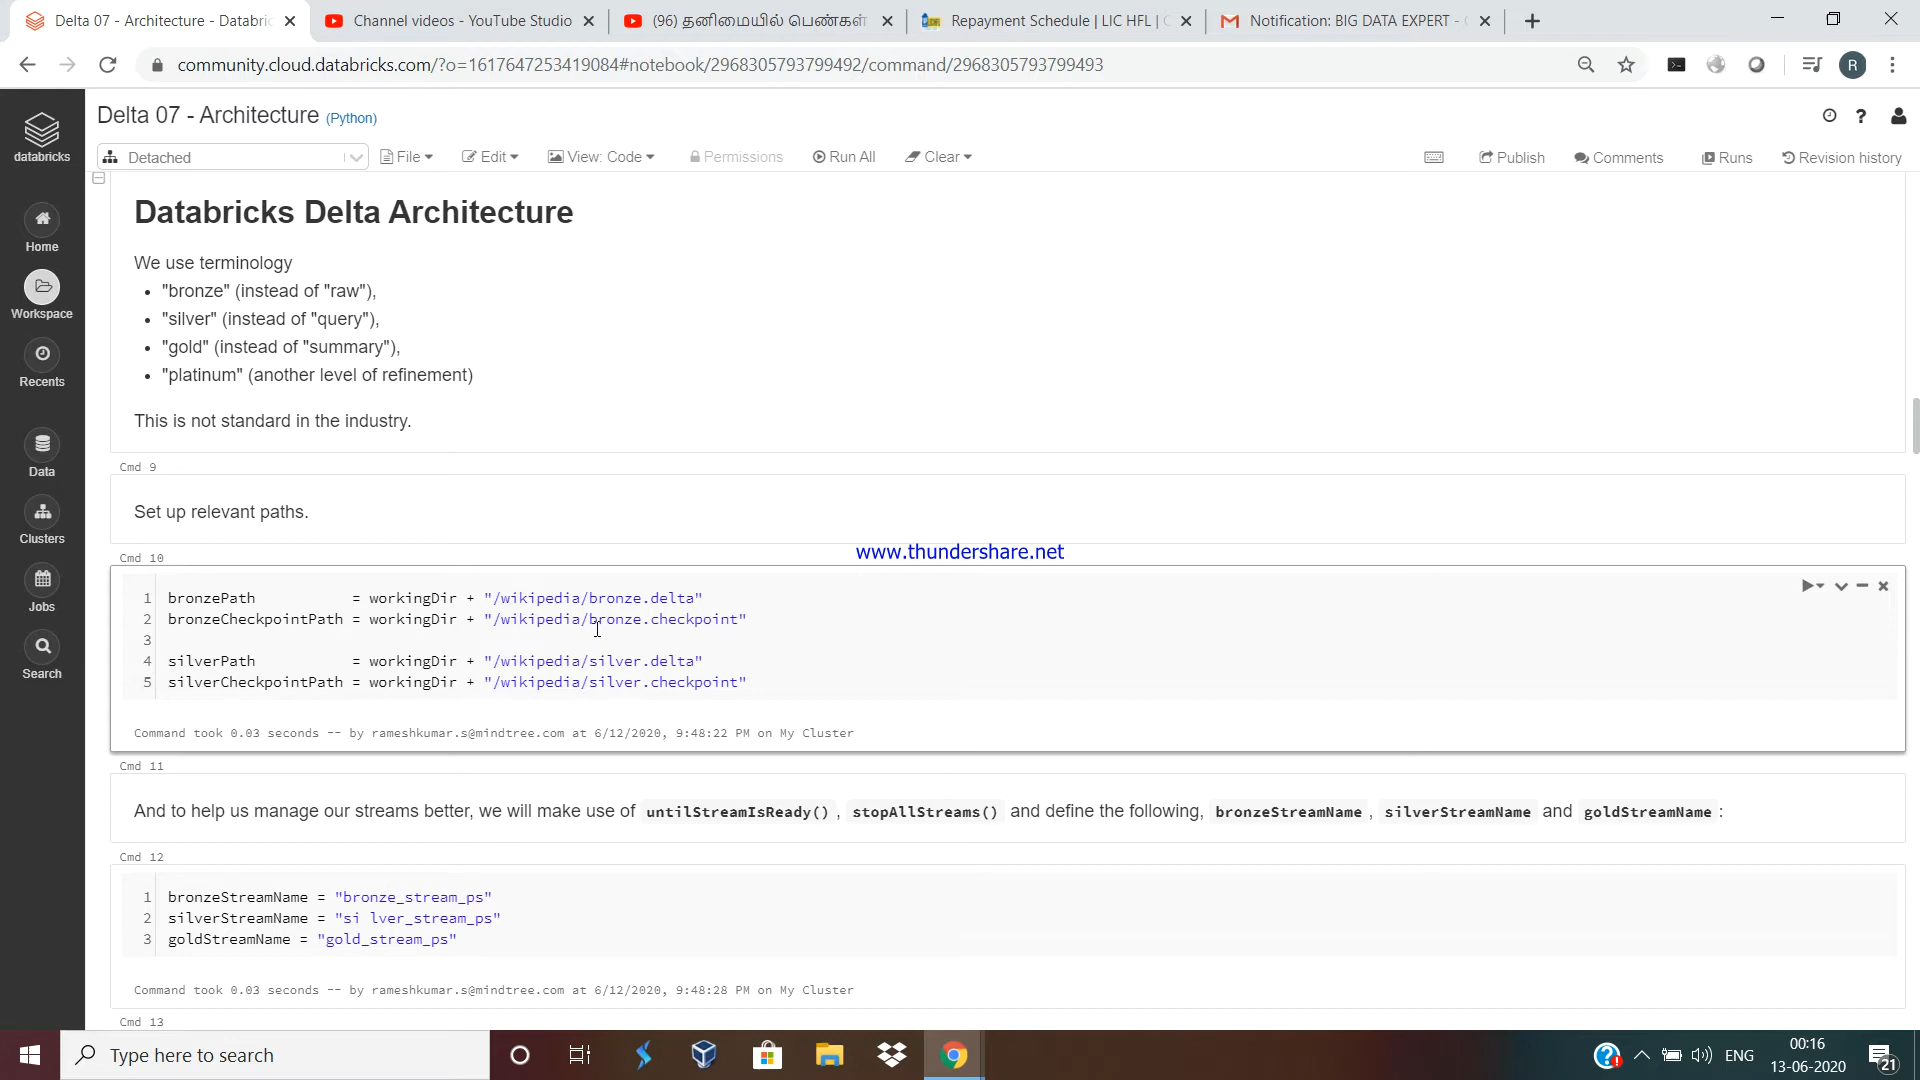 Delta 07 - Architecture - Databric
Channel videos - YouTube Studio
(96) தனிமையில் பெண்கள்
Repayment Schedule | LIC HFL | C
Notification: BIG DATA EXPERT -
community.cloud.databricks.com/?o=1617647253419084#notebook/2968305793799492/command/2968305793799493
R
databricks
Home
Workspace
Recents
Data
Clusters
Jobs
Search
Delta 07 - Architecture (Python)
Detached
File
Edit
View: Code
Permissions
Run All
Clear
Publish
Comments
Runs
Revision history
Databricks Delta Architecture
We use terminology
• "bronze" (instead of "raw"),
• "silver" (instead of "query"),
• "gold" (instead of "summary"),
• "platinum" (another level of refinement)
This is not standard in the industry.
Cmd 9
Set up relevant paths.
www.thundershare.net
Cmd 10
1 bronzePath = workingDir + "/wikipedia/bronze.delta"
2 bronzeCheckpointPath = workingDir + "/wikipedia/bronze.checkpoint"
3
4 silverPath = workingDir + "/wikipedia/silver.delta"
5 silverCheckpointPath = workingDir + "/wikipedia/silver.checkpoint"
Command took 0.03 seconds -- by rameshkumar.s@mindtree.com at 6/12/2020, 9:48:22 PM on My Cluster
Cmd 11
And to help us manage our streams better, we will make use of untilStreamIsReady() , stopAllStreams() and define the following, bronzeStreamName , silverStreamName and goldStreamName :
Cmd 12
1 bronzeStreamName = "bronze_stream_ps"
2 silverStreamName = "si lver_stream_ps"
3 goldStreamName = "gold_stream_ps"
Command took 0.03 seconds -- by rameshkumar.s@mindtree.com at 6/12/2020, 9:48:28 PM on My Cluster
Cmd 13
Type here to search
ENG
00:16
13-06-2020
21